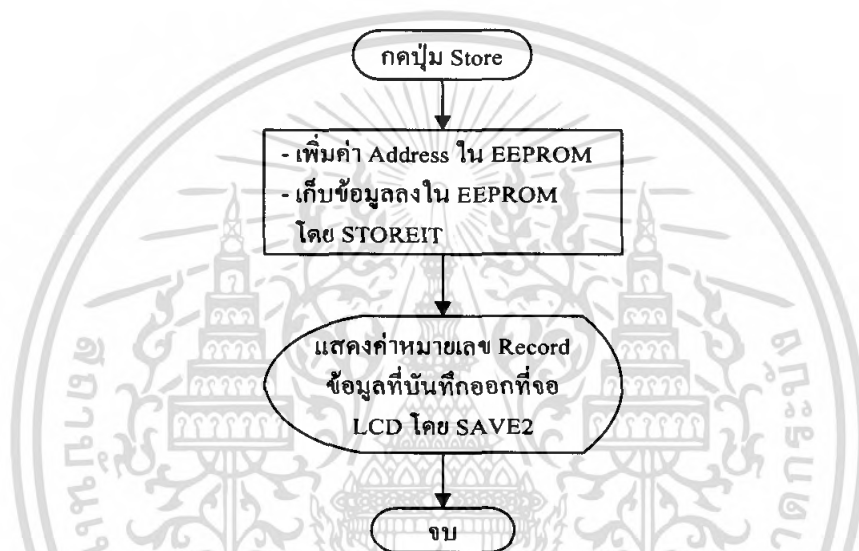 กดปุ่ม Store
- เพิ่มค่า Address ใน EEPROM
- เก็บข้อมูลลงใน EEPROM
โดย STOREIT
แสดงค่าหมายเลข Record
ข้อมูลที่บันทึกออกที่จอ
LCD โดย SAVE2
จบ